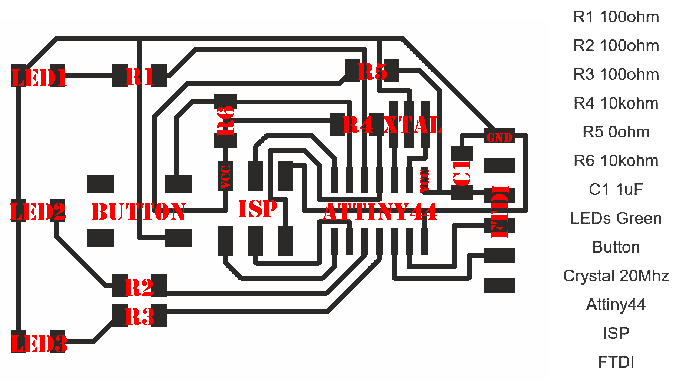 LED1
R1
R5
R6
R4
XTAL
GND
VCC
VCC
C1
FTDI
LED2
BUTTON
ISP
ATTINY44
R2
R3
LED3
R1 100ohm
R2 100ohm
R3 100ohm
R4 10kohm
R5 0ohm
R6 10kohm
C1 1uF
LEDs Green
Button
Crystal 20Mhz
Attiny44
ISP
FTDI